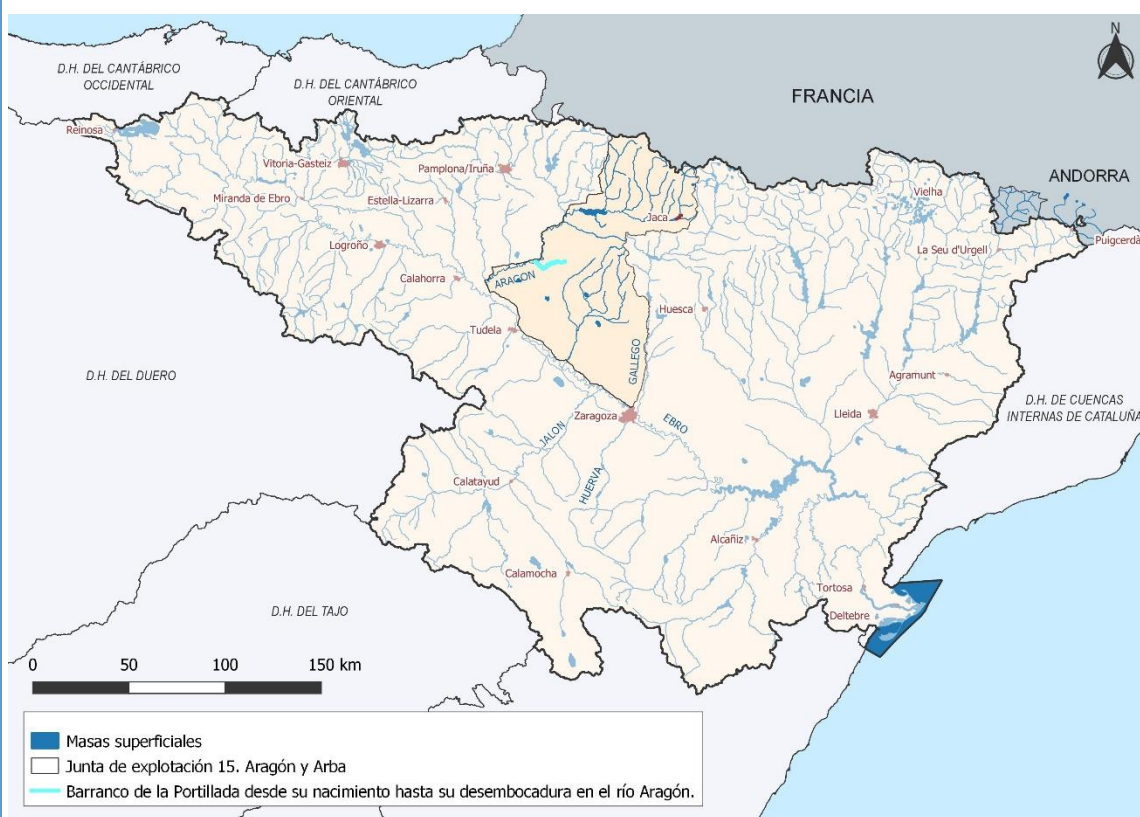 N
D.H. DEL CANTÁBRICO
OCCIDENTAL
D.H. DEL CANTÁBRICO
ORIENTAL
FRANCIA
Reinosa
Vitoria-Gasteiz
Pamplona/Iruña
Vielha
ANDORRA
Miranda de Ebro
Estella-Lizarra
Jaca
Puigcerdà
Logroño
La Seu d'Urgell
Calahorra
ARAGON
Huesca
Tudela
GALLEGO
D.H. DEL DUERO
Agramunt
D.H. DE CUENCAS
INTERNAS DE CATALUÑA
Zaragoza
EBRO
Lleida
JALON
HUERVA
Calatayud
Alcañiz
Calamocha
Tortosa
Deltebre
D.H. DEL TAJO
0 50 100 150 km
Masas superficiales
Junta de explotación 15. Aragón y Arba
Barranco de la Portillada desde su nacimiento hasta su desembocadura en el río Aragón.